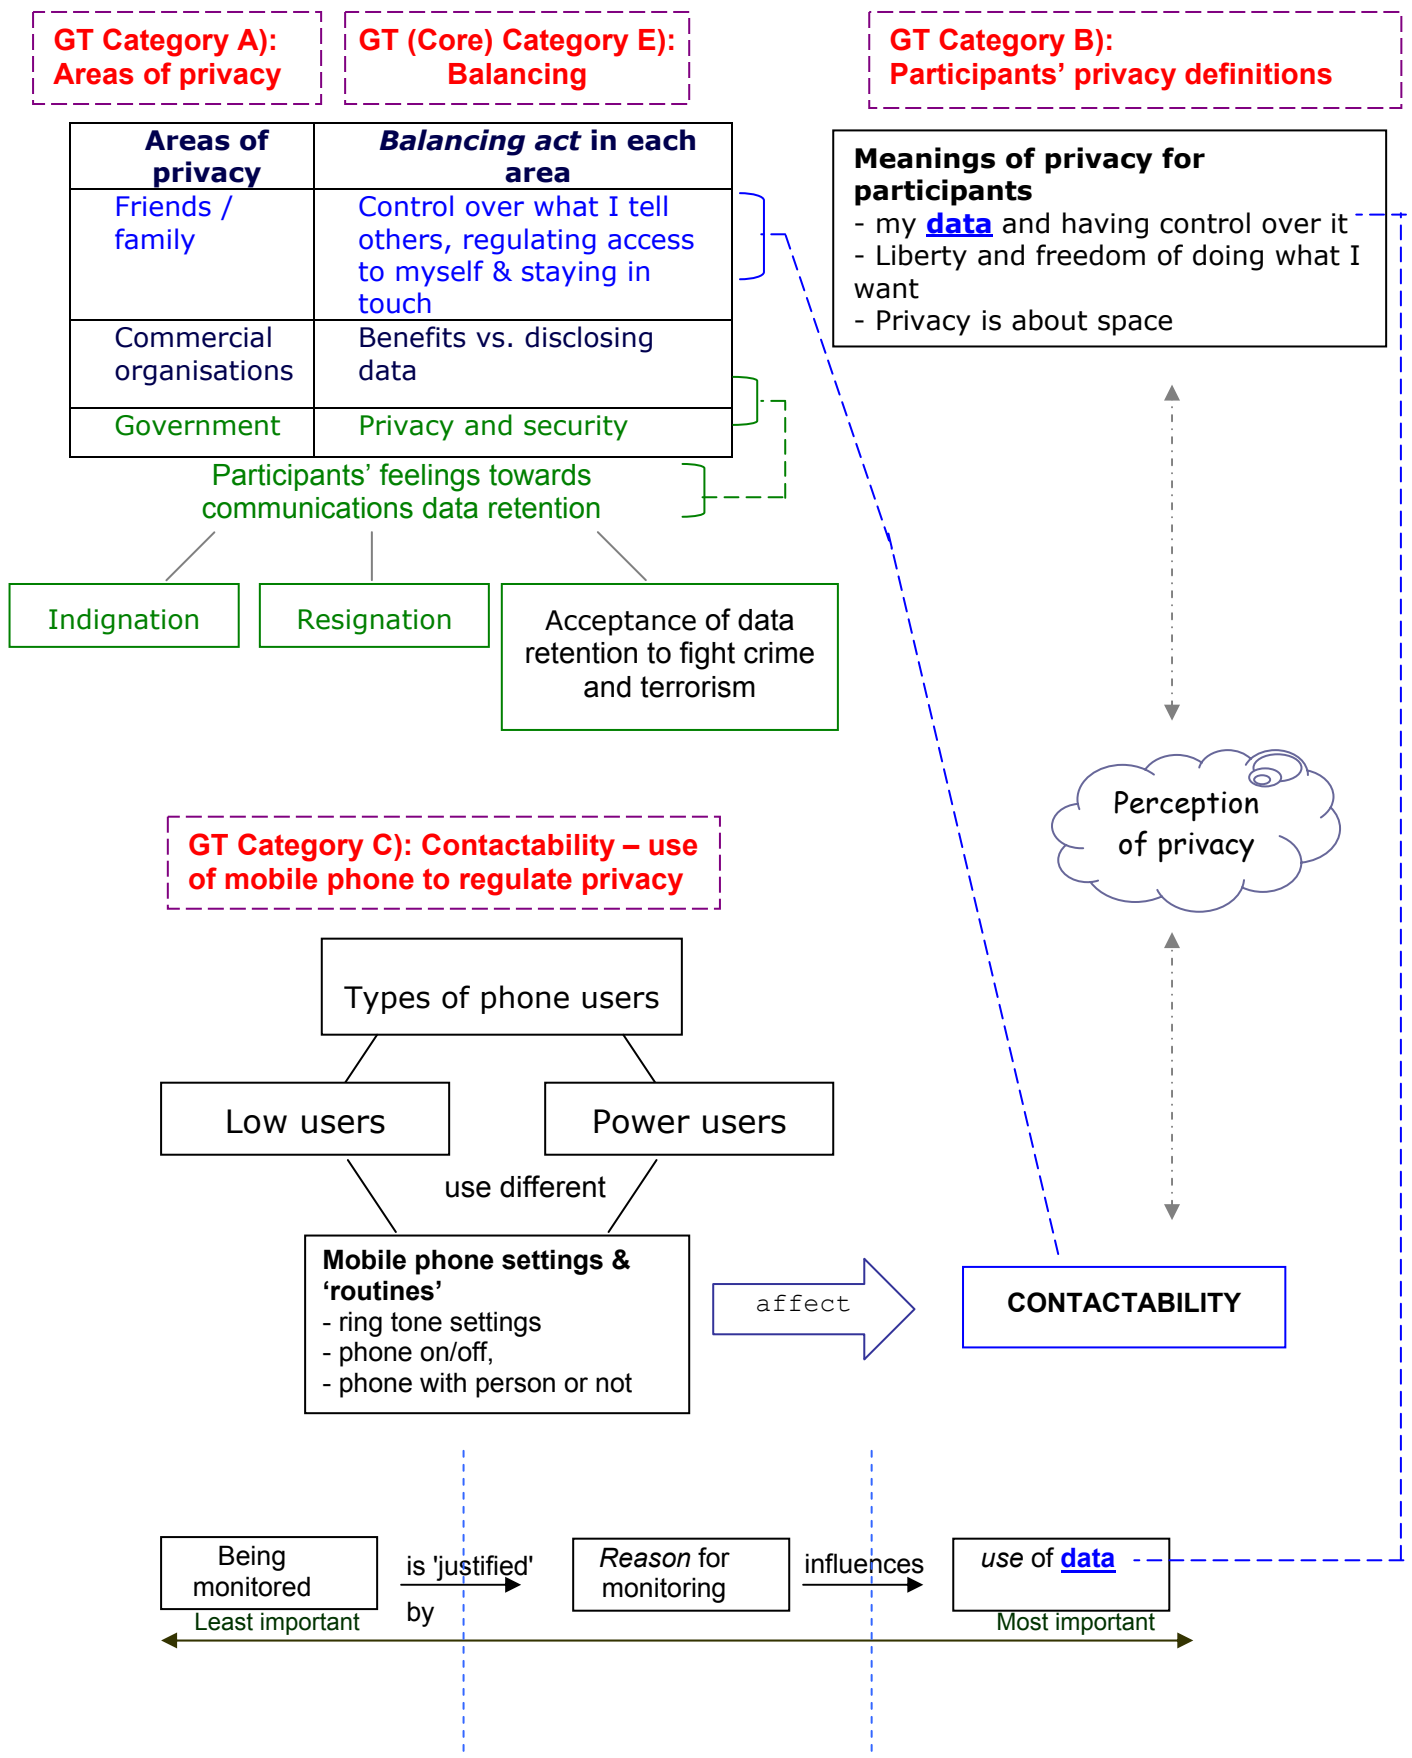 GT Category A):
Areas of privacy
GT (Core) Category E):
Balancing
GT Category B):
Participants’ privacy definitions
Areas of
privacy
Balancing act in each
area
Friends /
family
Control over what I tell
others, regulating access
to myself & staying in
touch
Commercial
organisations
Benefits vs. disclosing
data
Government
Privacy and security
Meanings of privacy for
participants
- my data and having control over it
- Liberty and freedom of doing what I
want
- Privacy is about space
Participants’ feelings towards
communications data retention
Indignation
Resignation
Acceptance of data
retention to fight crime
and terrorism
Perception
of privacy
GT Category C): Contactability – use
of mobile phone to regulate privacy
Types of phone users
Low users
Power users
use different
Mobile phone settings &
‘routines’
- ring tone settings
- phone on/off,
- phone with person or not
affect
CONTACTABILITY
Being
monitored
is 'justified'
by
Reason for
monitoring
influences
use of data
Least important
Most important